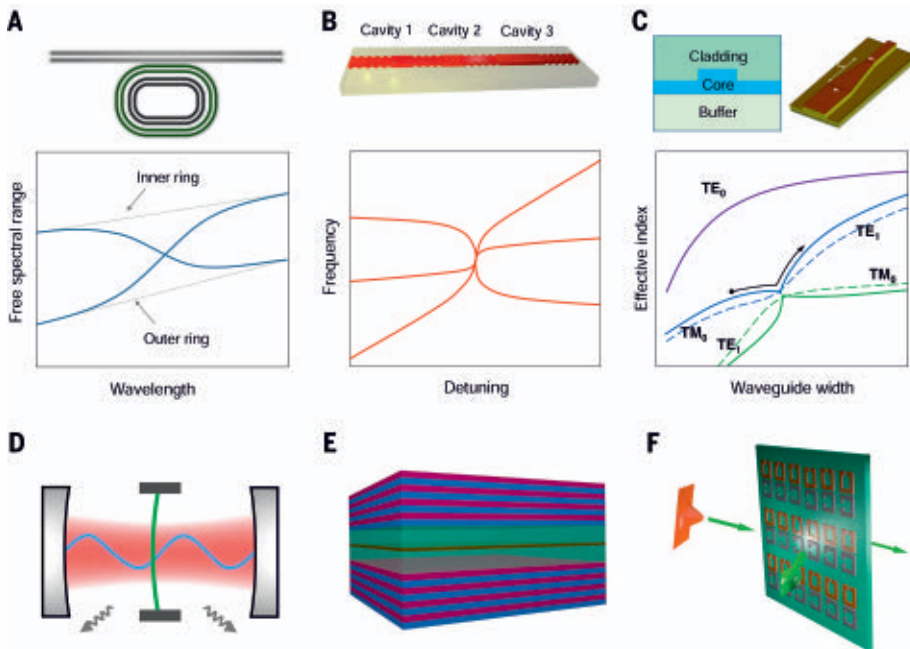 A
B
C
Cavity 1
Cavity 2
Cavity 3
Cladding
Core
Buffer
Free spectral range
Inner ring
Outer ring
Wavelength
Frequency
Detuning
Effective index
TE0
TE1
TM0
TM0
TE1
Waveguide width
D
E
F